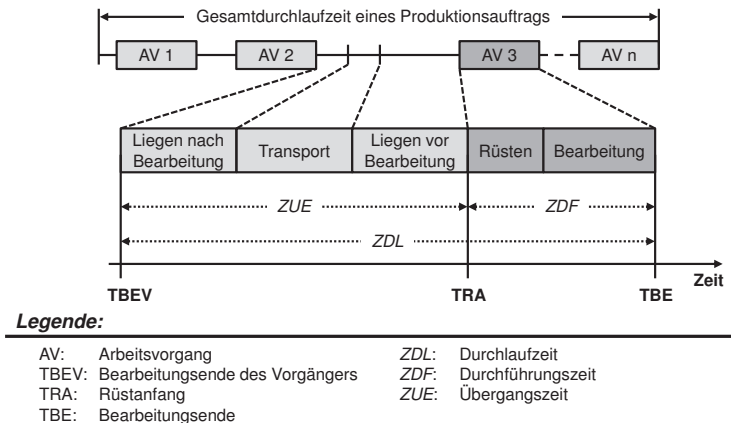 Gesamtdurchlaufzeit eines Produktionsauftrags
AV 1
AV 2
AV 3
AV n
Liegen nach
Bearbeitung
Transport
Liegen vor
Bearbeitung
Rüsten
Bearbeitung
ZUE
ZDF
ZDL
Zeit
TBEV
TRA
TBE
Legende:
AV: Arbeitsvorgang
TBEV: Bearbeitungsende des Vorgängers
TRA: Rüstanfang
TBE: Bearbeitungsende
ZDL: Durchlaufzeit
ZDF: Durchführungszeit
ZUE: Übergangszeit